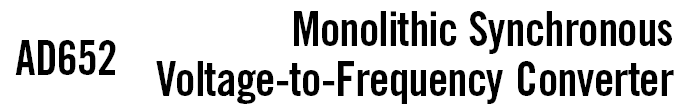 AD652
Monolithic Synchronous
Voltage-to-Frequency Converter